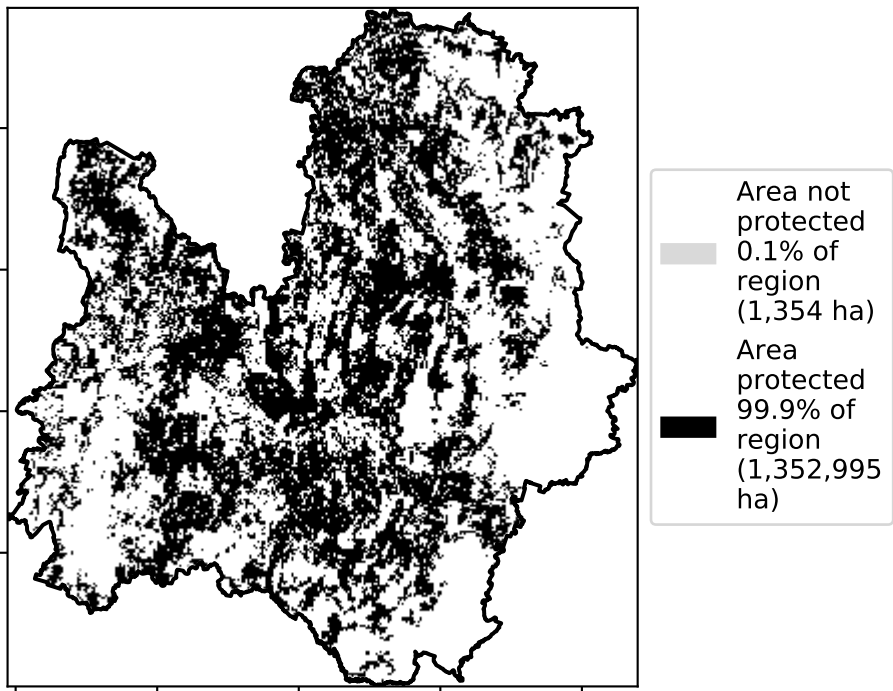 Area not
protected
0.1% of
region
(1,354 ha)
Area
protected
99.9% of
region
(1,352,995
ha)